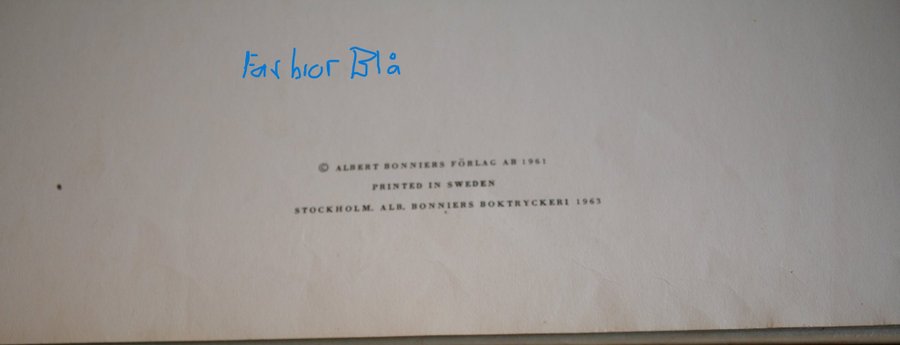 Farbror Blå
© ALBERT BONNIERS FÖRLAG AB 1961
PRINTED IN SWEDEN
STOCKHOLM. ALB. BONNIERS BOKTRYCKERI 1963